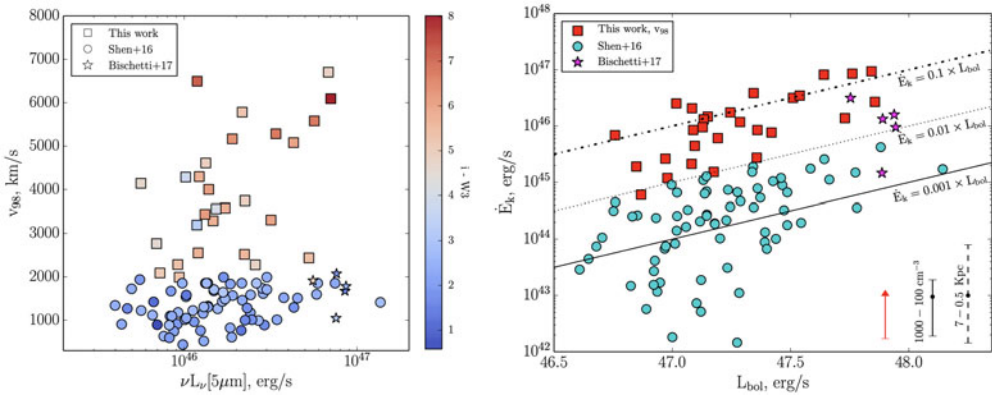 8000
7000
6000
5000
4000
3000
2000
1000
v98, km/s
This work
Shen+16
Bischetti+17
10^46
10^47
νLν[5μm], erg/s
8
7
6
5
4
3
2
1
i - W3
10^48
10^47
10^46
10^45
10^44
10^43
10^42
Ėk, erg/s
This work, v98
Shen+16
Bischetti+17
Ėk = 0.1 × Lbol
Ėk = 0.01 × Lbol
Ėk = 0.001 × Lbol
1000 − 100 cm^−3
7 − 0.5 Kpc
46.5
47.0
47.5
48.0
Lbol, erg/s